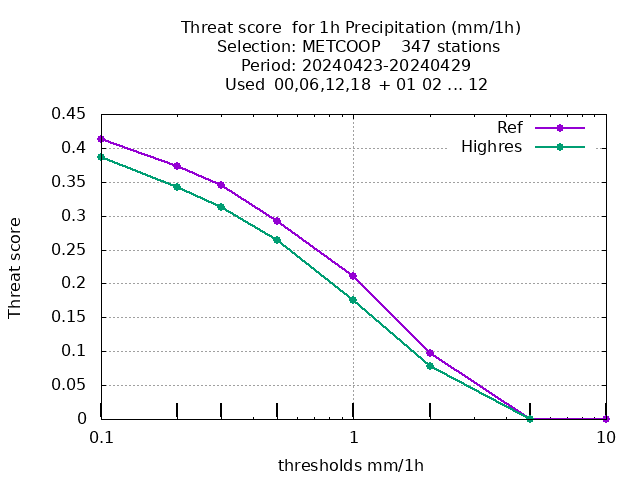 Threat score  for 1h Precipitation (mm/1h)
Selection: METCOOP    347 stations
Period: 20240423-20240429
Used  00,06,12,18 + 01 02 ... 12
0.45
0.4
0.35
0.3
0.25
0.2
0.15
0.1
0.05
0
Threat score
Ref
Highres
0.1 1 10
thresholds mm/1h